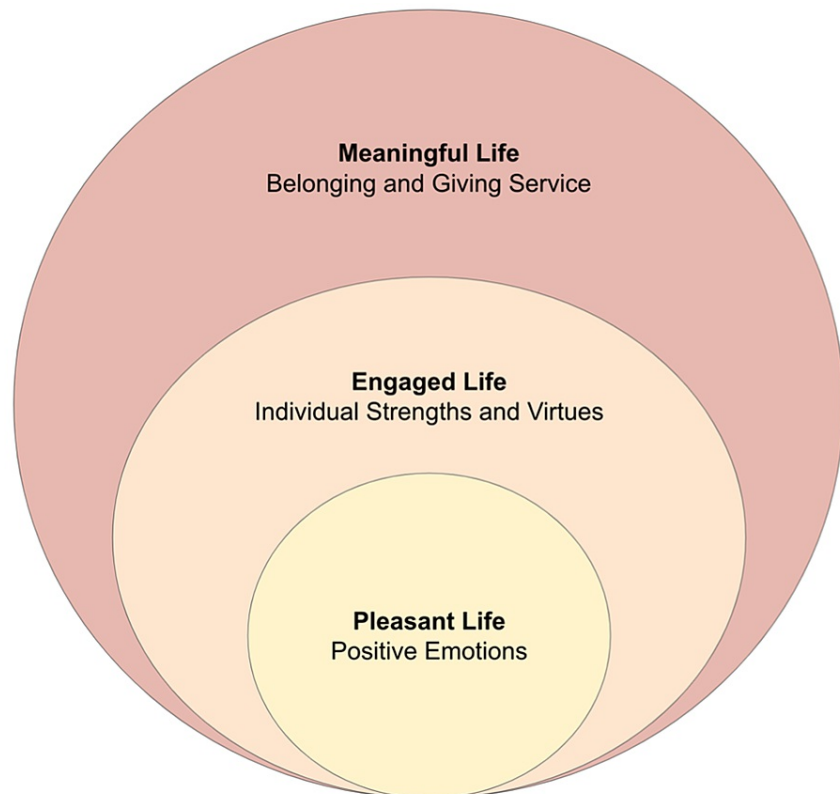 Meaningful Life
Belonging and Giving Service
Engaged Life
Individual Strengths and Virtues
Pleasant Life
Positive Emotions